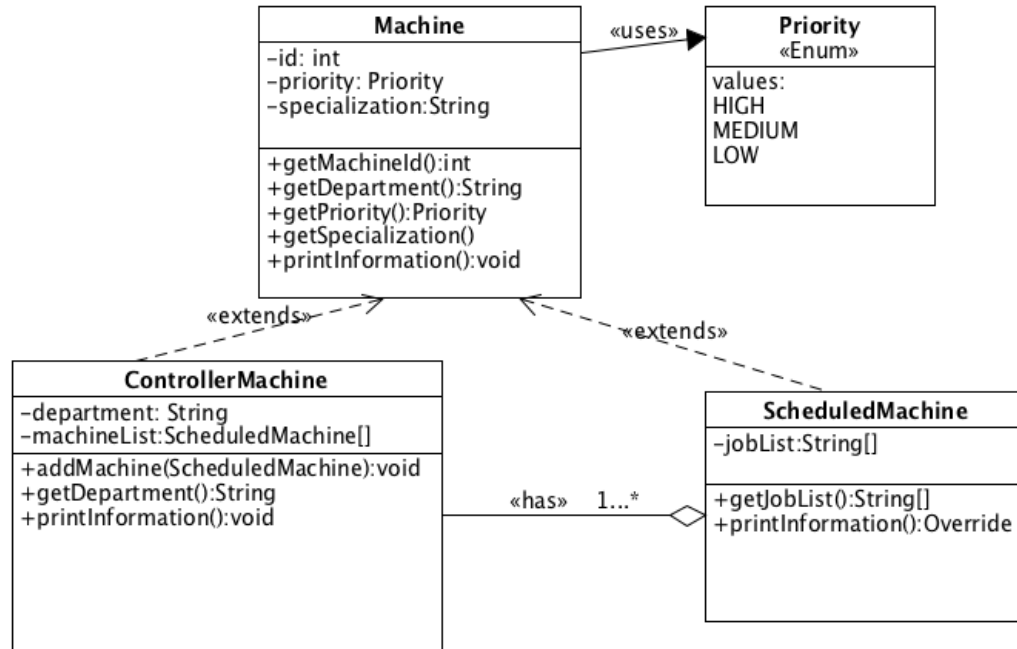 Machine
-id: int
-priority: Priority
-specialization:String
+getMachineId():int
+getDepartment():String
+getPriority():Priority
+getSpecialization()
+printInformation():void
«uses»
Priority
«Enum»
values:
HIGH
MEDIUM
LOW
«extends»
«extends»
ControllerMachine
-department: String
-machineList:ScheduledMachine[]
+addMachine(ScheduledMachine):void
+getDepartment():String
+printInformation():void
«has» 1...*
ScheduledMachine
-jobList:String[]
+getJobList():String[]
+printInformation():Override